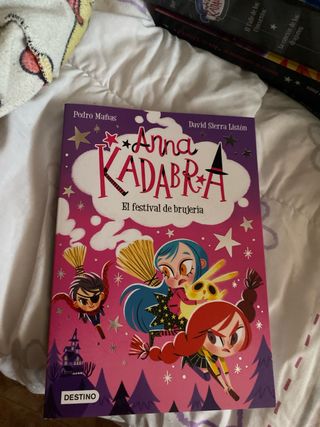 Pedro Mañas
David Sierra Listón
Anna
KADABRA
El festival de brujería
DESTINO